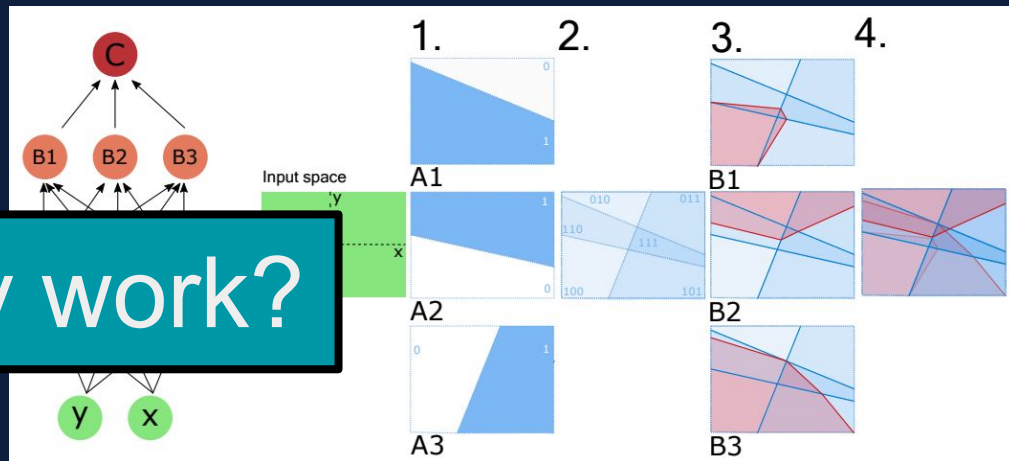 1.
2.
3.
4.
C
B1
B2
B3
y
x
Input space
y
x
work?
0
1
A1
1
0
A2
0
1
A3
010
011
110
111
100
101
B1
B2
B3